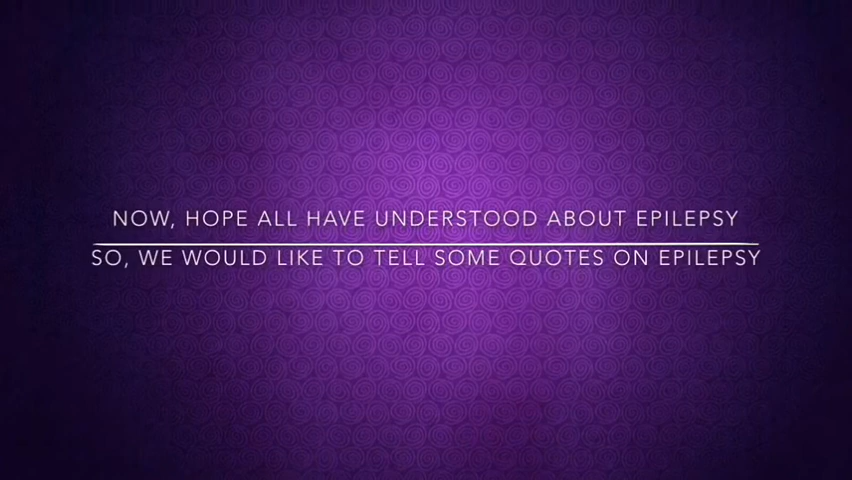 NOW, HOPE ALL HAVE UNDERSTOOD ABOUT EPILEPSY
SO, WE WOULD LIKE TO TELL SOME QUOTES ON EPILEPSY